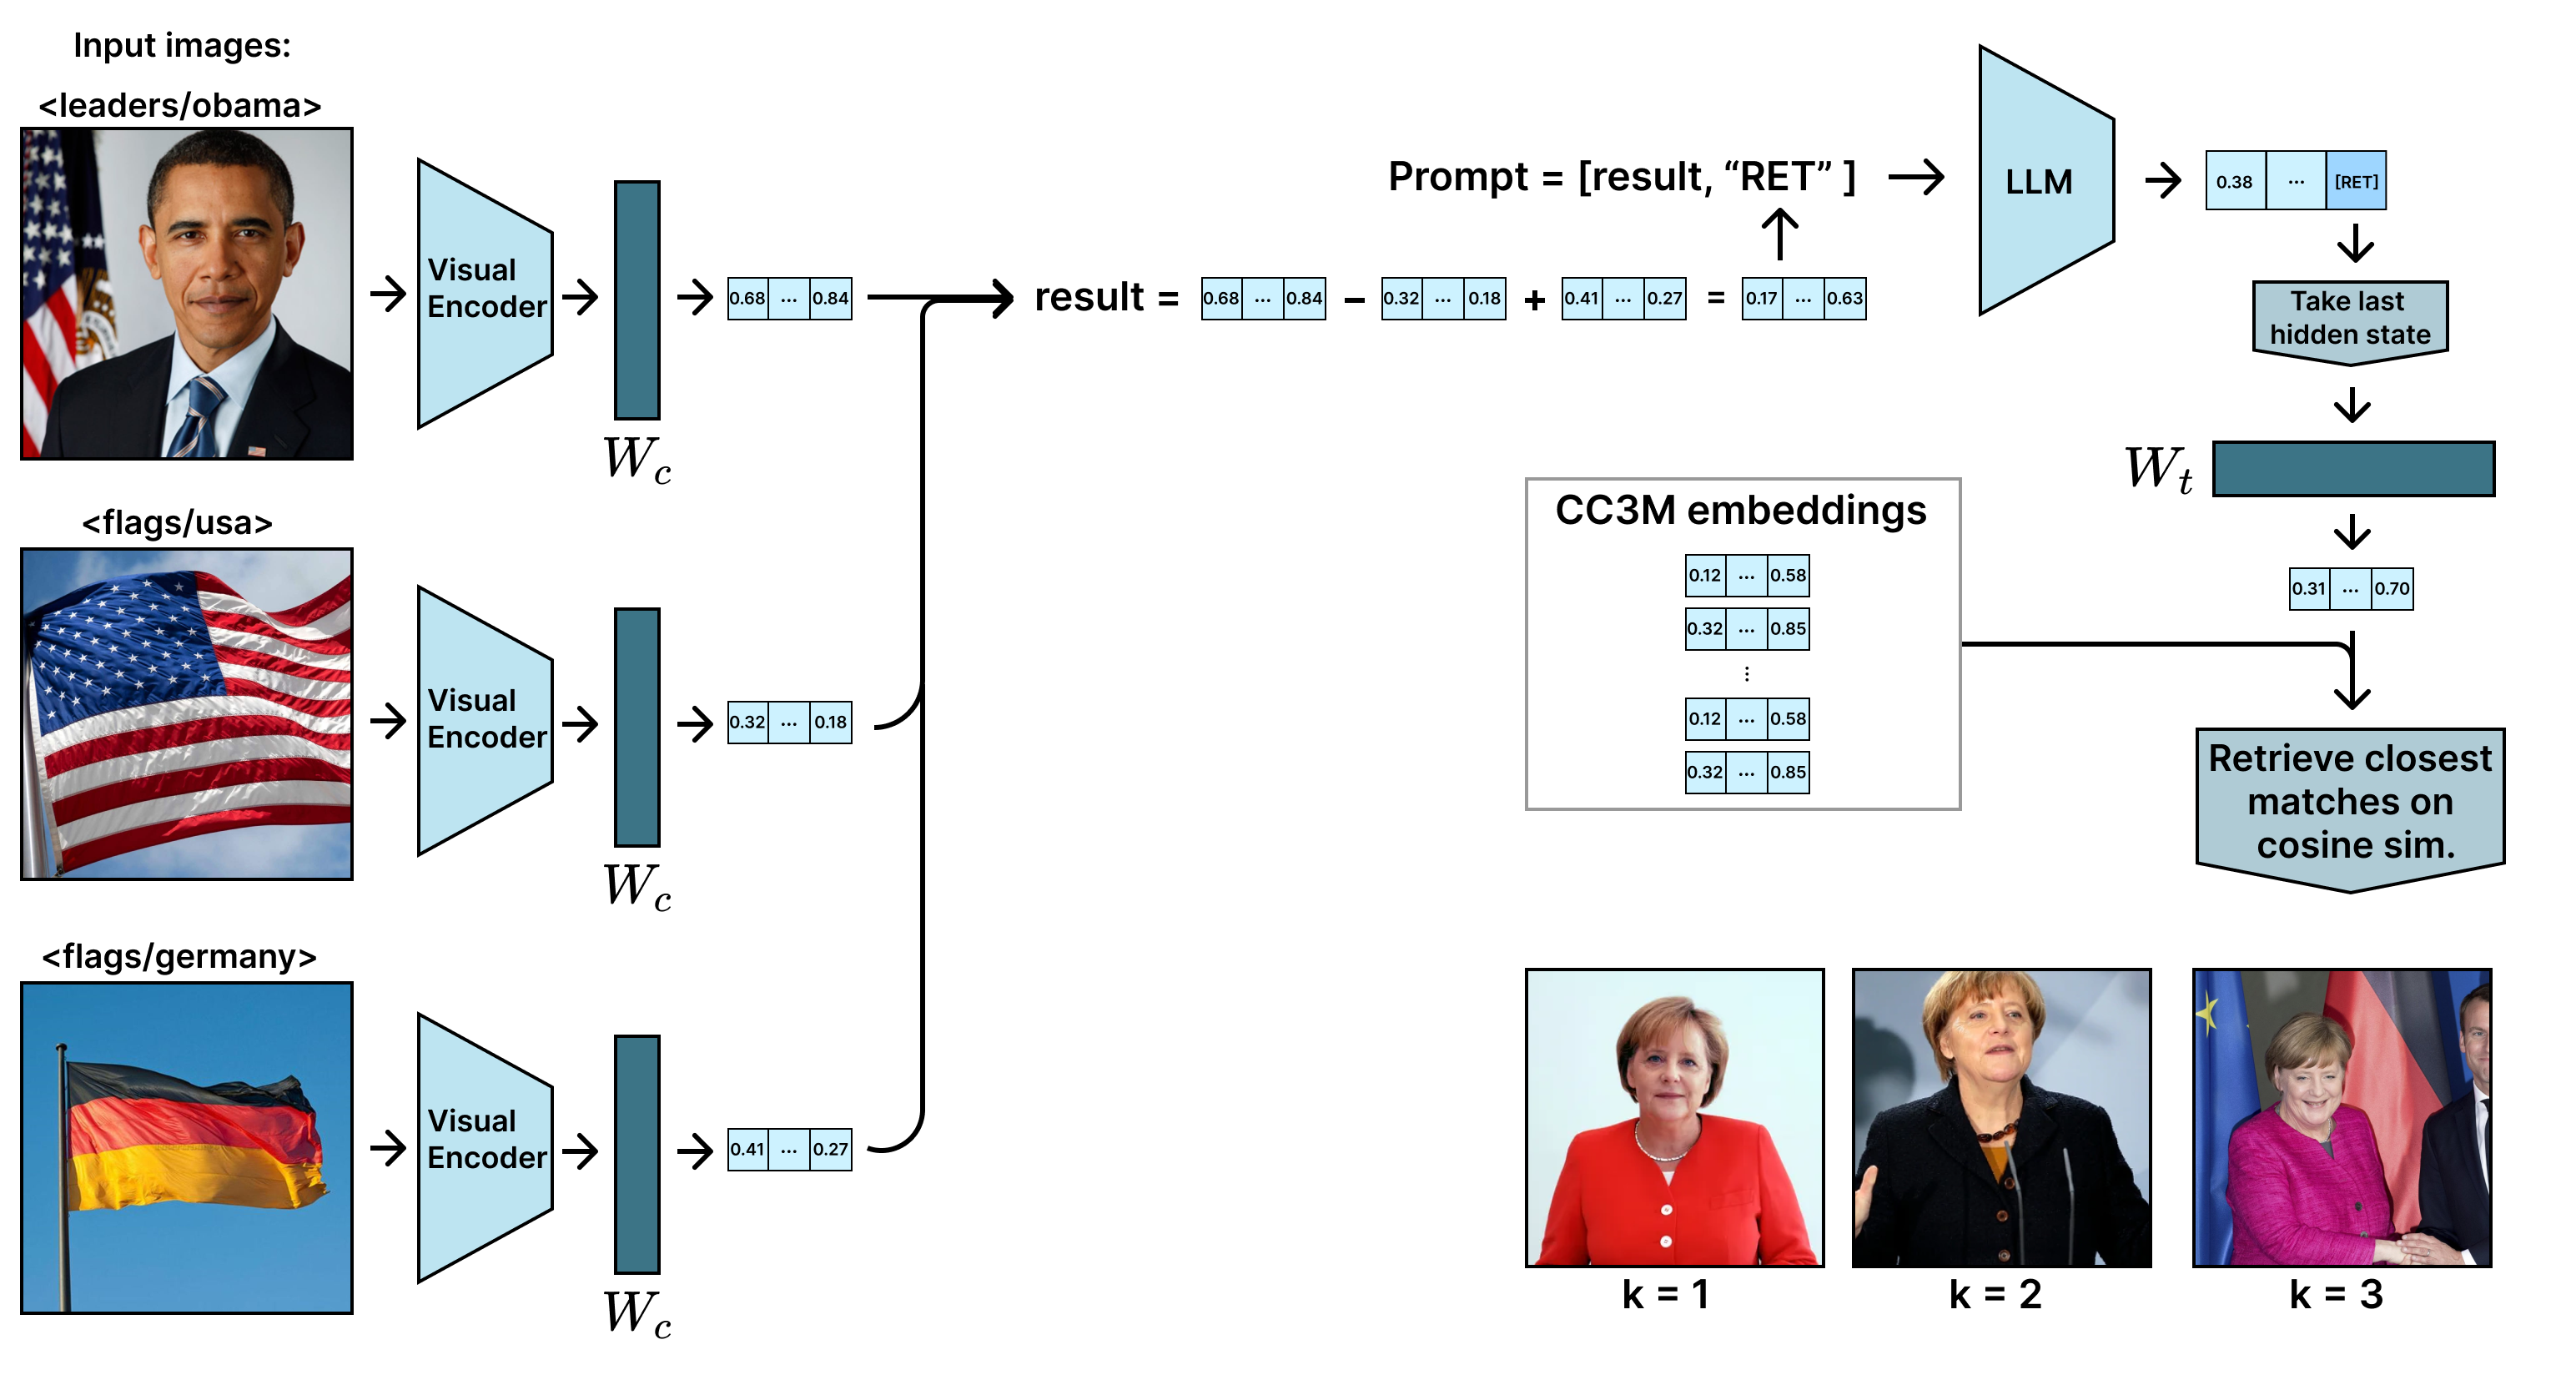 Input images:
<leaders/obama>
Visual
Encoder
W_c
0.68 ... 0.84
<flags/usa>
Visual
Encoder
W_c
0.32 ... 0.18
<flags/germany>
Visual
Encoder
W_c
0.41 ... 0.27
result = 0.68 ... 0.84 − 0.32 ... 0.18 + 0.41 ... 0.27 = 0.17 ... 0.63
Prompt = [result, “RET” ]
LLM
0.38 ... [RET]
Take last
hidden state
W_t
0.31 ... 0.70
CC3M embeddings
0.12 ... 0.58
0.32 ... 0.85
⋮
0.12 ... 0.58
0.32 ... 0.85
Retrieve closest
matches on
cosine sim.
k = 1
k = 2
k = 3